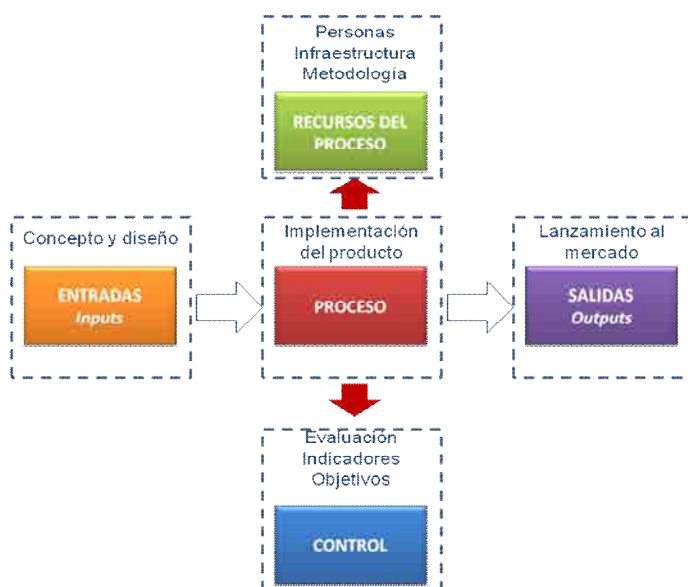 Personas
Infraestructura
Metodología
RECURSOS DEL
PROCESO
Concepto y diseño
ENTRADAS
Inputs
Implementación
del producto
PROCESO
Lanzamiento al
mercado
SALIDAS
Outputs
Evaluación
Indicadores
Objetivos
CONTROL